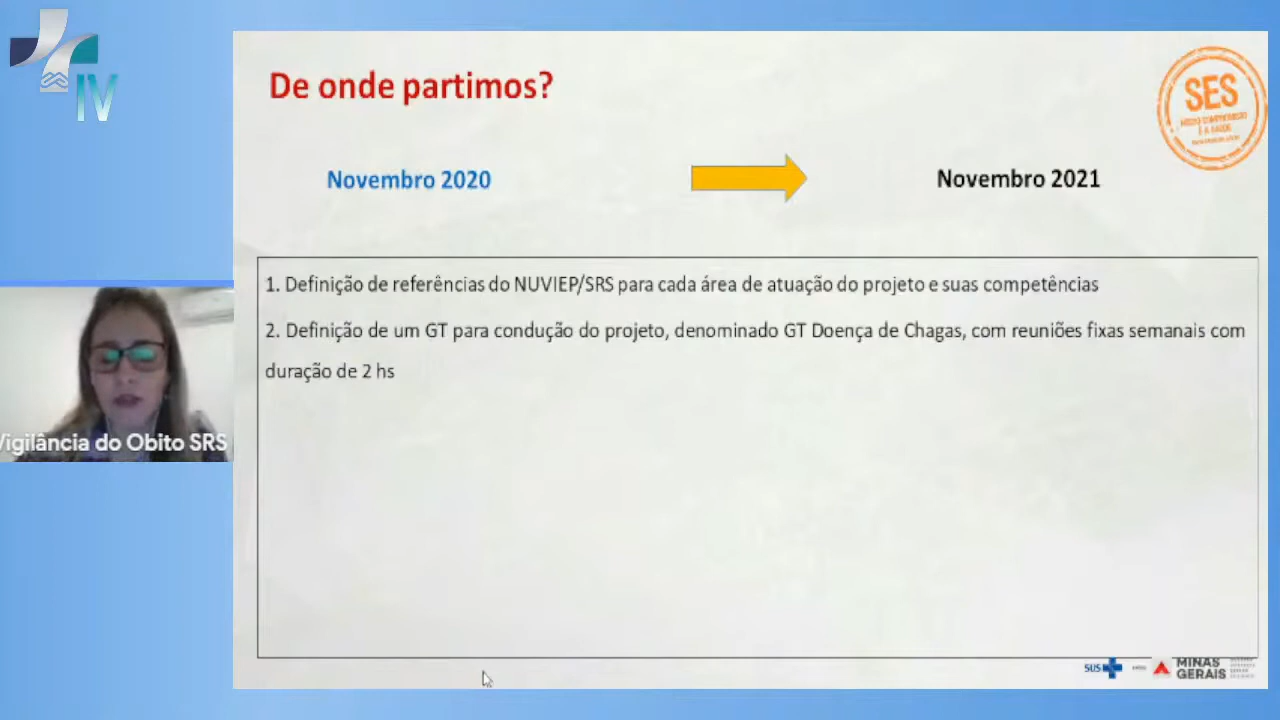 IV
De onde partimos?
SES
Novembro 2020
Novembro 2021
1. Definição de referências do NUVIEP/SRS para cada área de atuação do projeto e suas competências
2. Definição de um GT para condução do projeto, denominado GT Doença de Chagas, com reuniões fixas semanais com
duração de 2 hs
Vigilância do Obito SRS
SUS
MINAS
GERAIS